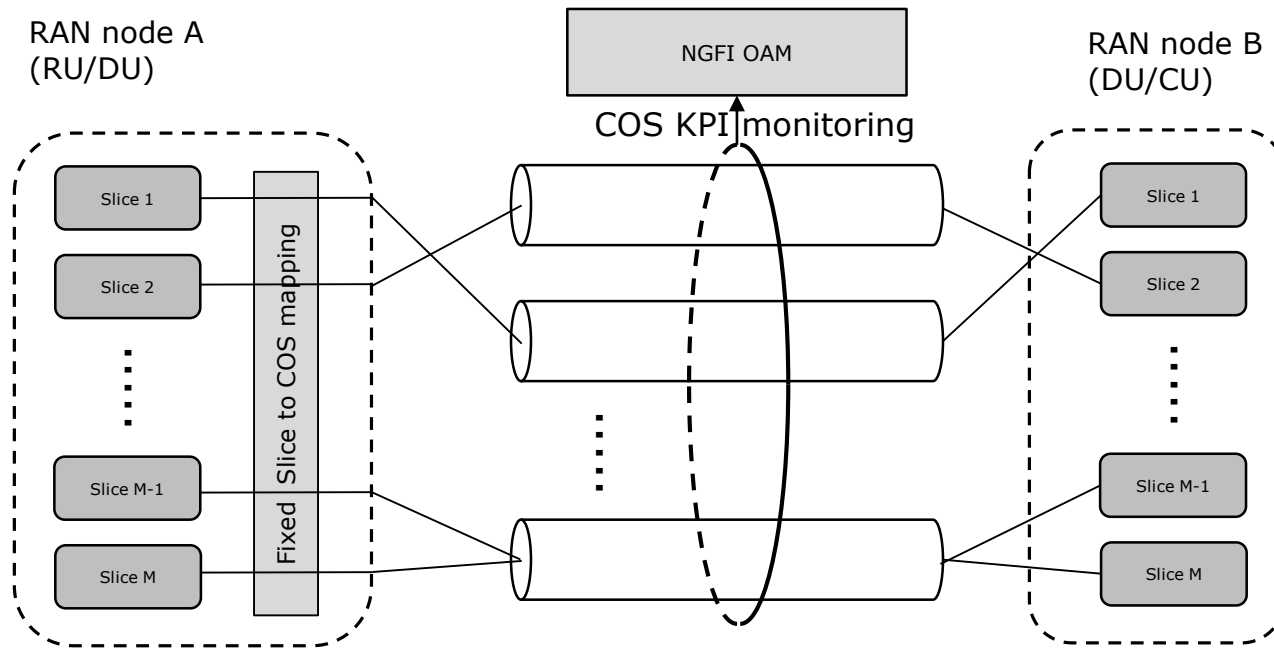 RAN node A
(RU/DU)
NGFI OAM
RAN node B
(DU/CU)
COS KPI monitoring
Slice 1
Slice 2
Slice M-1
Slice M
Fixed Slice to COS mapping
Slice 1
Slice 2
Slice M-1
Slice M